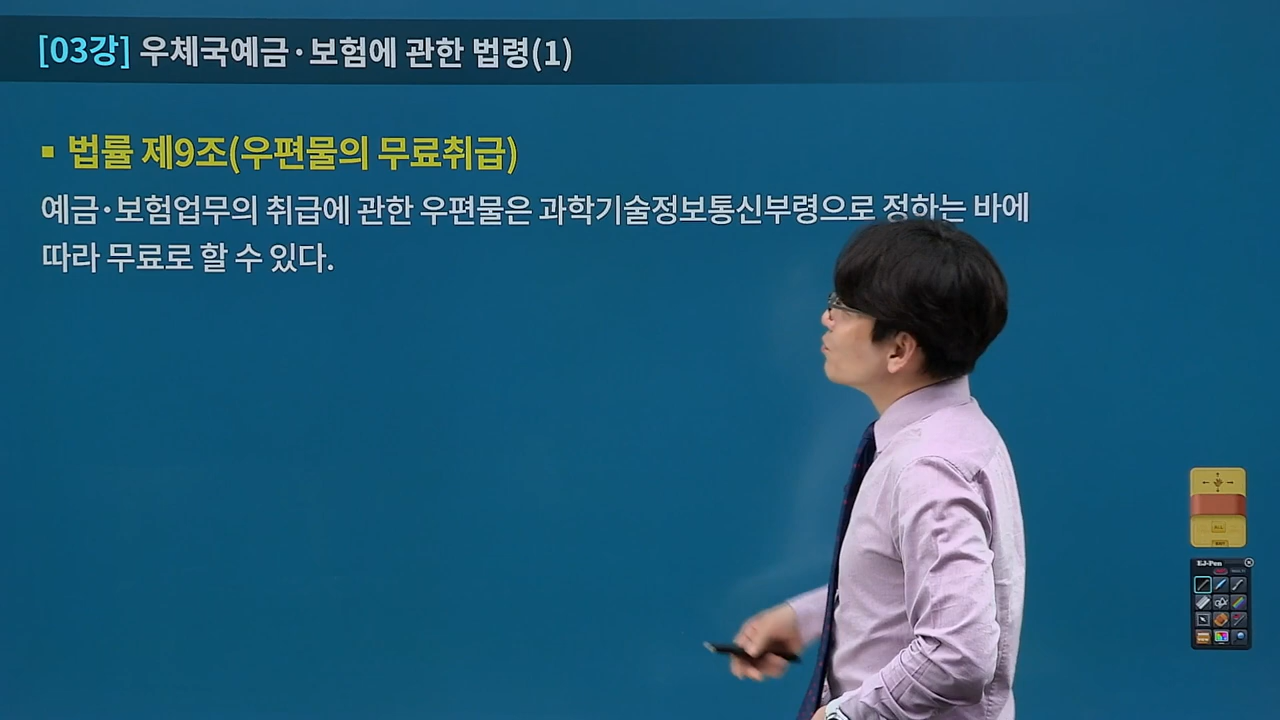 [03강] 우체국예금·보험에 관한 법령(1)
▪ 법률 제9조(우편물의 무료취급)
예금·보험업무의 취급에 관한 우편물은 과학기술정보통신부령으로 정하는 바에
따라 무료로 할 수 있다.
EJ-Pen